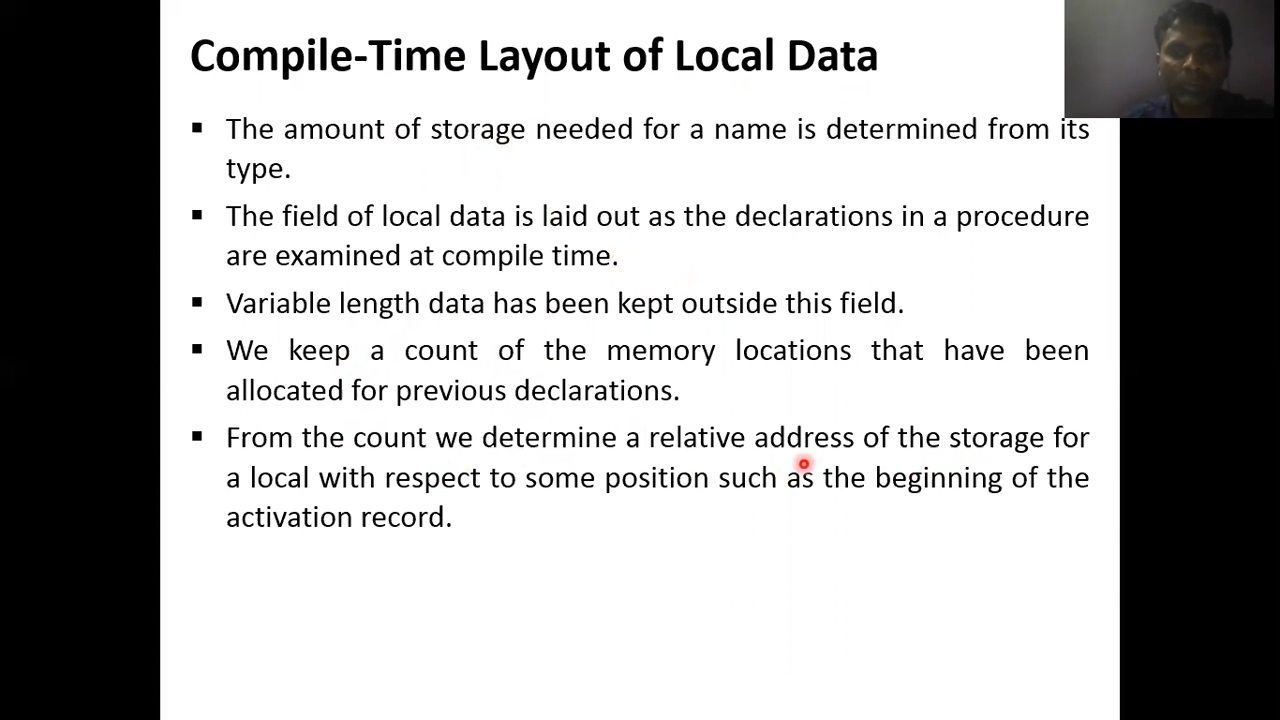 Compile-Time Layout of Local Data
▪ The amount of storage needed for a name is determined from its
type.
▪ The field of local data is laid out as the declarations in a procedure
are examined at compile time.
▪ Variable length data has been kept outside this field.
▪ We keep a count of the memory locations that have been
allocated for previous declarations.
▪ From the count we determine a relative address of the storage for
a local with respect to some position such as the beginning of the
activation record.